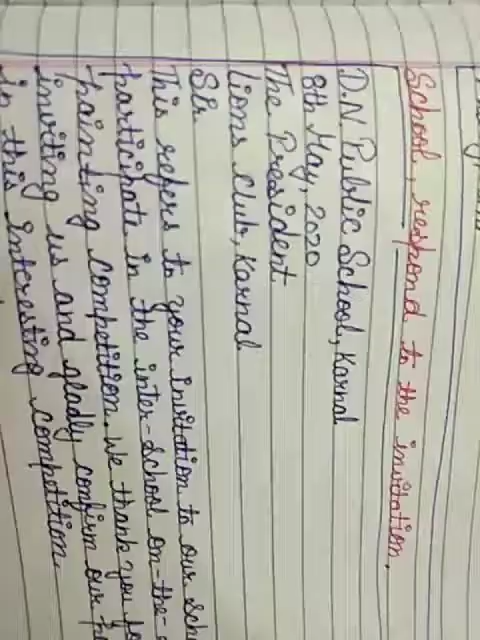 School, respond to the invitation.
D.N. Public School, Karnal
8th May, 2020
The President
Lions Club, Karnal
Sir
This refers to your invitation to our
participate in the inter-school on-the-
painting competition. We thank you
inviting us and gladly confirm our
in this interesting competition.